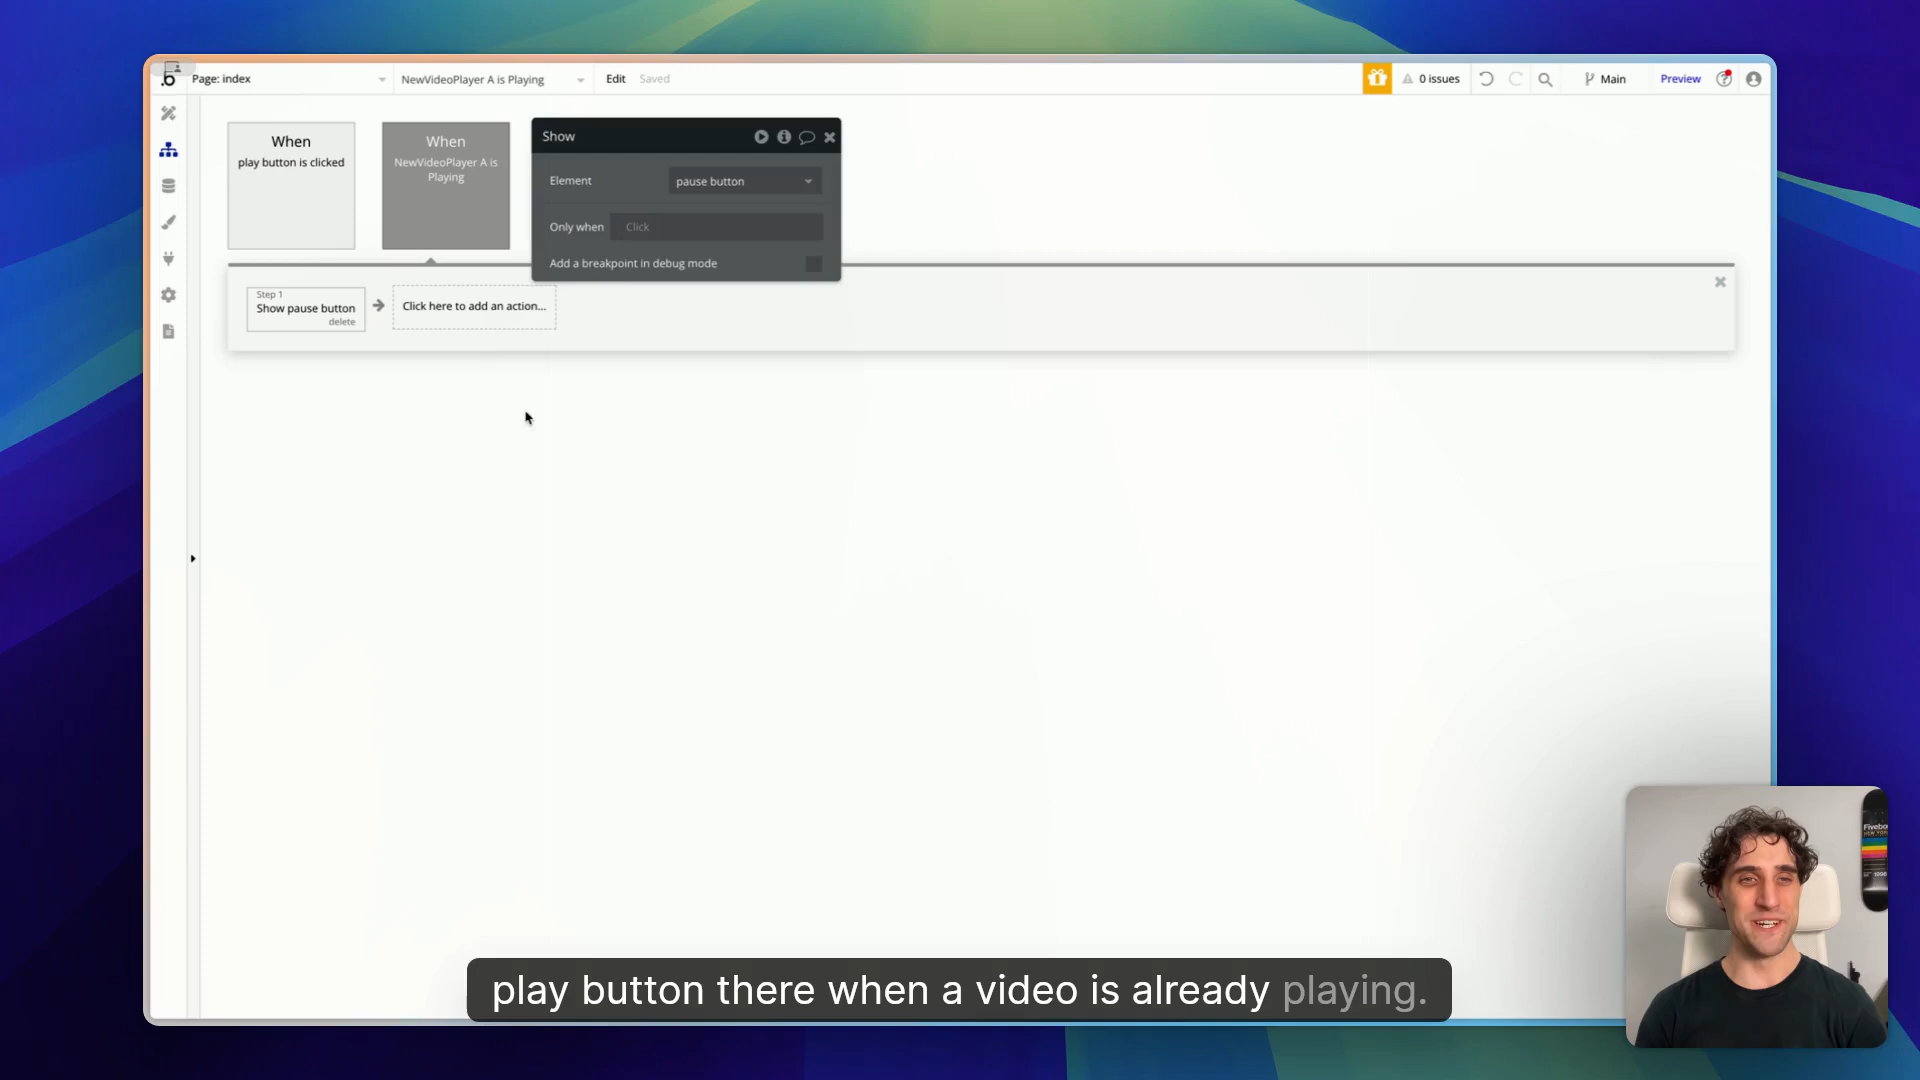 Page: index
NewVideoPlayer A is Playing
Edit
Saved
0 issues
Main
Preview
When
play button is clicked
When
NewVideoPlayer A is
Playing
Show
Element
pause button
Only when
Click
Add a breakpoint in debug mode
Step 1
Show pause button
delete
Click here to add an action...
play button there when a video is already playing.